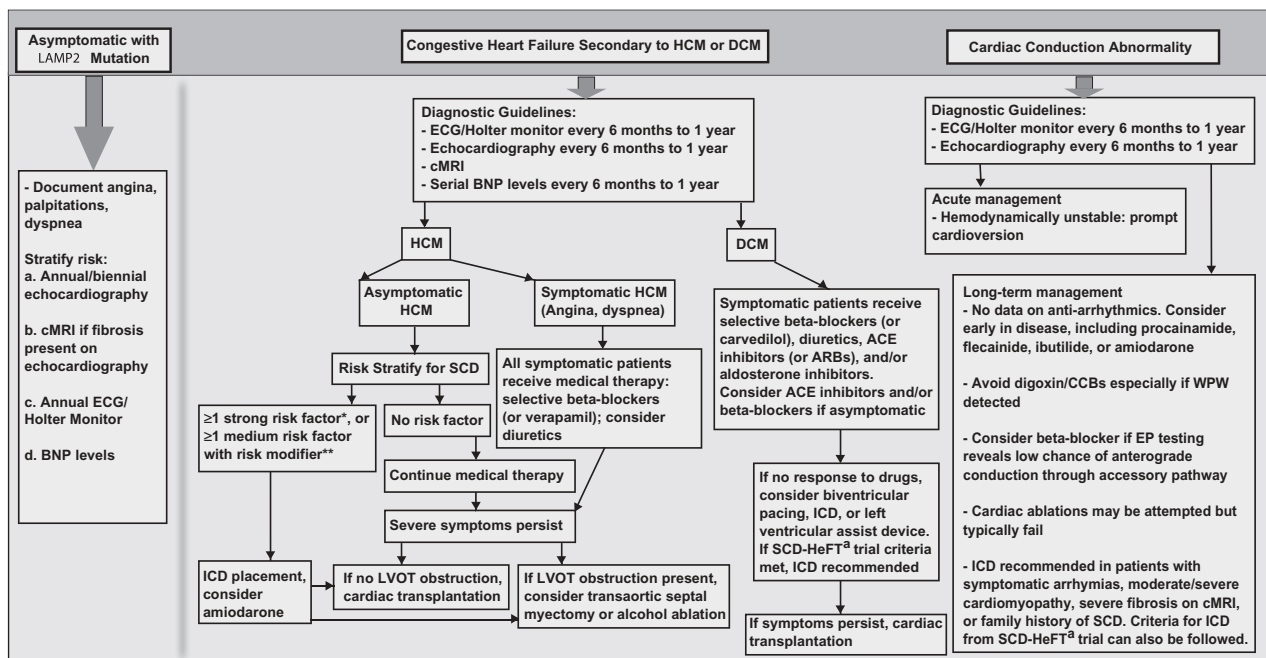 Asymptomatic with
LAMP2 Mutation
Congestive Heart Failure Secondary to HCM or DCM
Cardiac Conduction Abnormality
- Document angina,
palpitations,
dyspnea
Stratify risk:
a. Annual/biennial
echocardiography
b. cMRI if fibrosis
present on
echocardiography
c. Annual ECG/
Holter Monitor
d. BNP levels
Diagnostic Guidelines:
- ECG/Holter monitor every 6 months to 1 year
- Echocardiography every 6 months to 1 year
- cMRI
- Serial BNP levels every 6 months to 1 year
HCM
DCM
Asymptomatic
HCM
Symptomatic HCM
(Angina, dyspnea)
Risk Stratify for SCD
All symptomatic patients
receive medical therapy:
selective beta-blockers
(or verapamil); consider
diuretics
≥1 strong risk factor*, or
≥1 medium risk factor
with risk modifier**
No risk factor
Continue medical therapy
Severe symptoms persist
ICD placement,
consider
amiodarone
If no LVOT obstruction,
cardiac transplantation
If LVOT obstruction present,
consider transaortic septal
myectomy or alcohol ablation
Symptomatic patients receive
selective beta-blockers (or
carvedilol), diuretics, ACE
inhibitors (or ARBs), and/or
aldosterone inhibitors.
Consider ACE inhibitors and/or
beta-blockers if asymptomatic
If no response to drugs,
consider biventricular
pacing, ICD, or left
ventricular assist device.
If SCD-HeFTa trial criteria
met, ICD recommended
If symptoms persist, cardiac
transplantation
Diagnostic Guidelines:
- ECG/Holter monitor every 6 months to 1 year
- Echocardiography every 6 months to 1 year
Acute management
- Hemodynamically unstable: prompt
cardioversion
Long-term management
- No data on anti-arrhythmics. Consider
early in disease, including procainamide,
flecainide, ibutilide, or amiodarone
- Avoid digoxin/CCBs especially if WPW
detected
- Consider beta-blocker if EP testing
reveals low chance of anterograde
conduction through accessory pathway
- Cardiac ablations may be attempted but
typically fail
- ICD recommended in patients with
symptomatic arrhymias, moderate/severe
cardiomyopathy, severe fibrosis on cMRI,
or family history of SCD. Criteria for ICD
from SCD-HeFTa trial can also be followed.